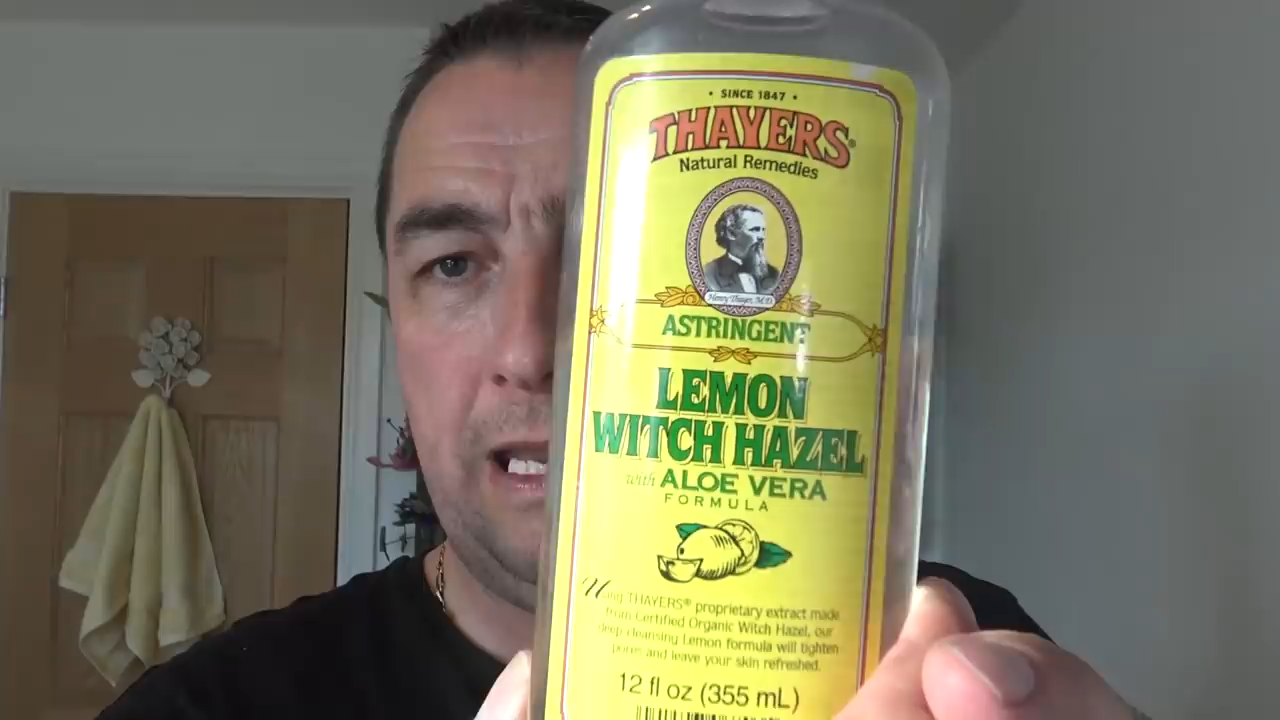 • SINCE 1847 •
THAYERS®
Natural Remedies
Henry Thayer, M.D.
ASTRINGENT
LEMON
WITCH HAZEL
with ALOE VERA
FORMULA
Using THAYERS® proprietary extract made
from Certified Organic Witch Hazel, our
deep cleansing Lemon formula will tighten
pores and leave your skin refreshed.
12 fl oz (355 mL)